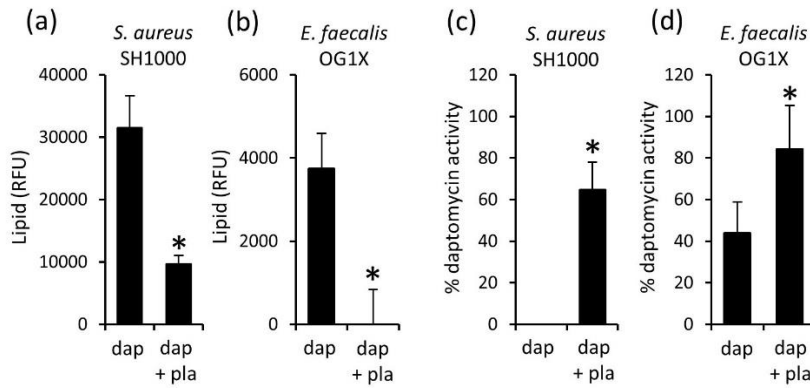 (a)
S. aureus
SH1000
Lipid (RFU)
40000
30000
20000
10000
0
*
dap
dap
+ pla
(b)
E. faecalis
OG1X
Lipid (RFU)
6000
4000
2000
0
*
dap
dap
+ pla
(c)
S. aureus
SH1000
% daptomycin activity
120
100
80
60
40
20
0
*
dap
dap
+ pla
(d)
E. faecalis
OG1X
% daptomycin activity
120
100
80
60
40
20
0
*
dap
dap
+ pla